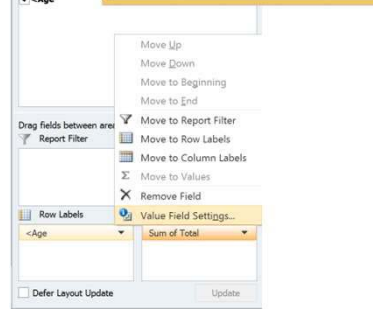 <Age
Move Up
Move Down
Move to Beginning
Move to End
Drag fields between area
Report Filter
Move to Report Filter
Move to Row Labels
Move to Column Labels
Σ Move to Values
Remove Field
Row Labels
Value Field Settings...
<Age
Sum of Total
Defer Layout Update
Update